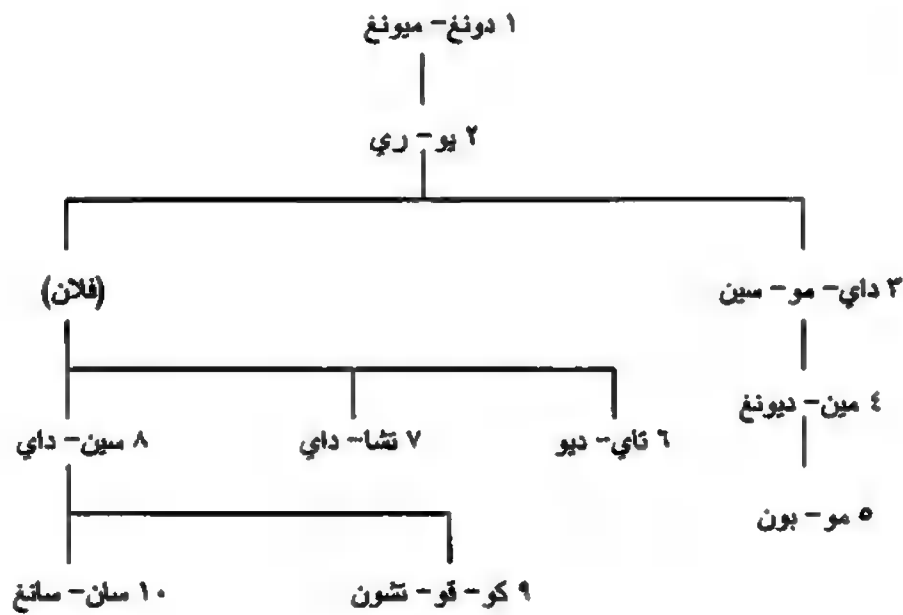 ١ دونغ- ميونغ
٢ يو- ري
٣ داي- مو- سين
(فلان)
٤ مين- ديونغ
٦ تاي- ديو
٧ تشا- داي
٨ سين- داي
٥ مو- بون
٩ كو- قو- تشون
١٠ سان- سانغ